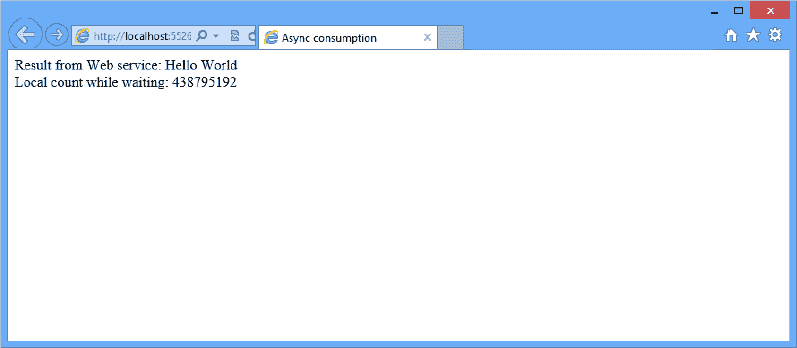 http://localhost:5526
Async consumption
Result from Web service: Hello World
Local count while waiting: 438795192